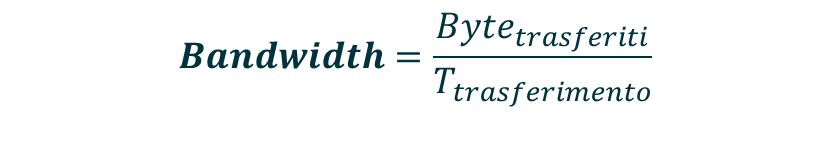 Bandwidth = Byte_trasferiti / T_trasferimento